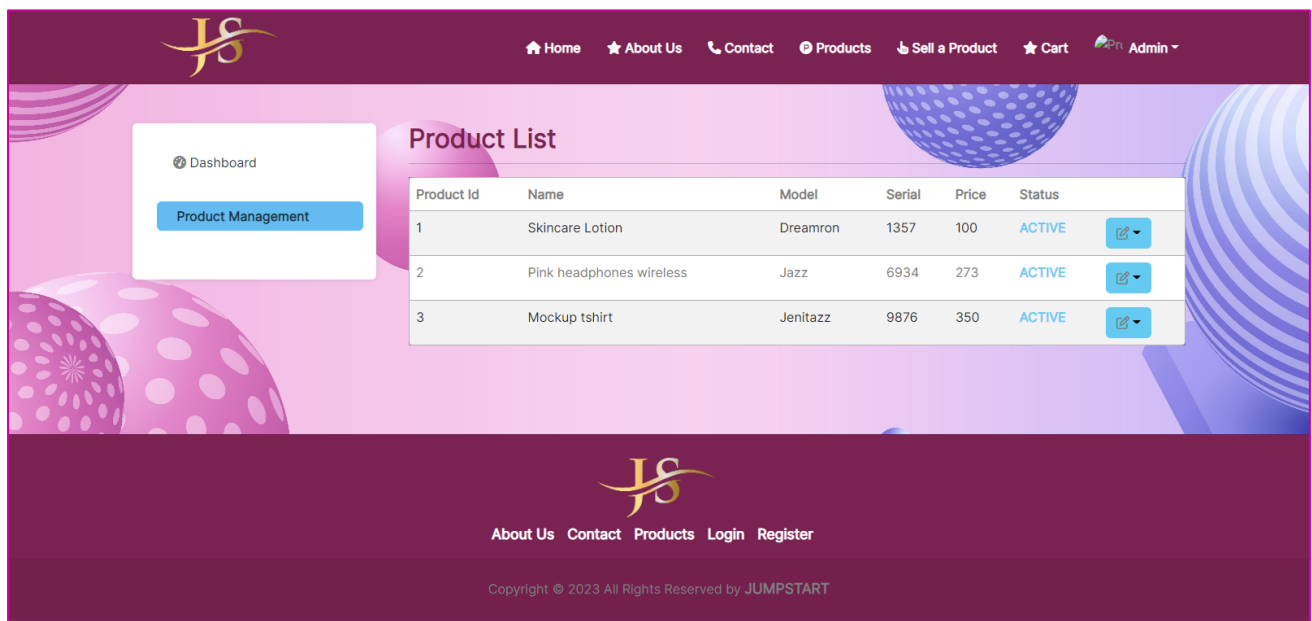 JS
Home About Us Contact Products Sell a Product Cart Admin
Dashboard
Product Management
Product List
Product Id Name Model Serial Price Status
1 Skincare Lotion Dreamron 1357 100 ACTIVE
2 Pink headphones wireless Jazz 6934 273 ACTIVE
3 Mockup tshirt Jenitazz 9876 350 ACTIVE
JS
About Us Contact Products Login Register
Copyright © 2023 All Rights Reserved by JUMPSTART